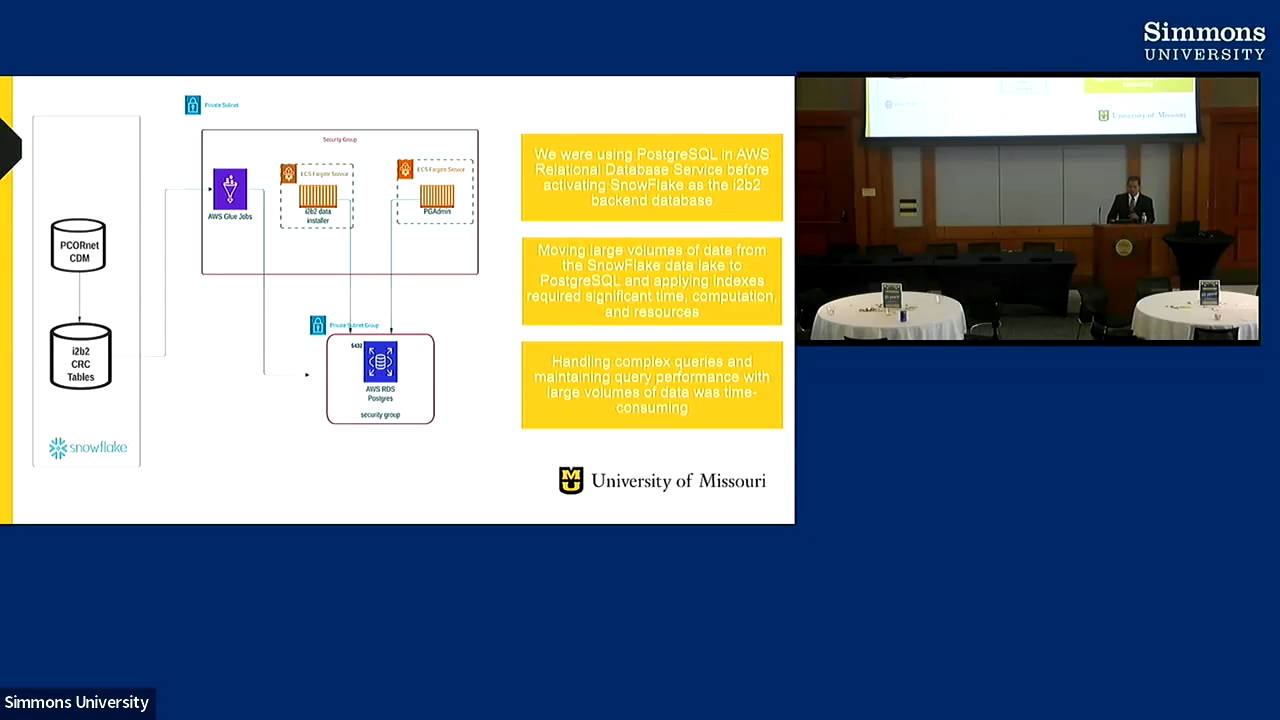 Simmons
UNIVERSITY
Private Subnet
Security Group
ECS Fargate Service
ECS Fargate Service
AWS Glue Jobs
i2b2 data
installer
PGAdmin
PCORnet
CDM
i2b2
CRC
Tables
snowflake
Private Subnet Group
5432
AWS RDS
Postgres
security group
We were using PostgreSQL in AWS
Relational Database Service before
activating SnowFlake as the i2b2
backend database
Moving large volumes of data from
the SnowFlake data lake to
PostgreSQL and applying indexes
required significant time, computation,
and resources
Handling complex queries and
maintaining query performance with
large volumes of data was time-
consuming
MU
University of Missouri
University of Missouri
Simmons University